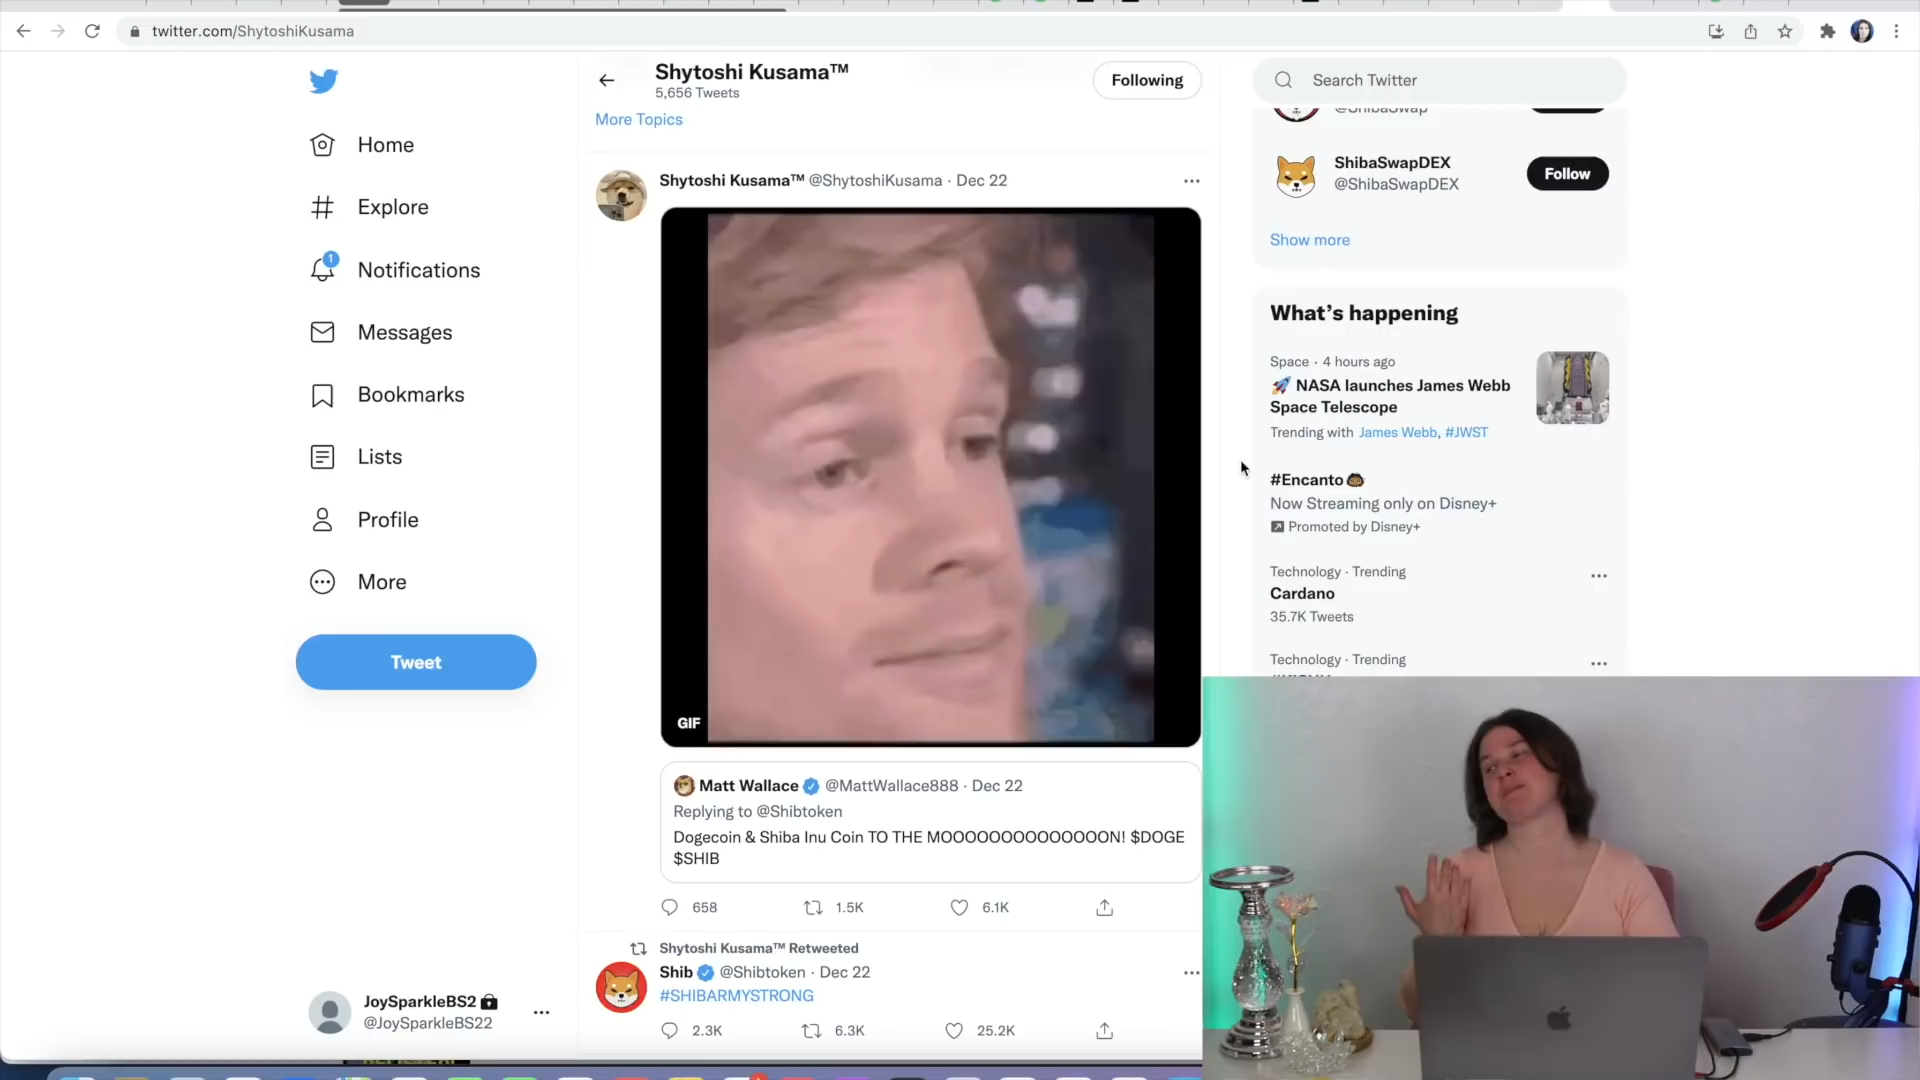 twitter.com/ShytoshiKusama
Shytoshi Kusama™
5,656 Tweets
Following
Search Twitter
More Topics
@ShibaSwap
Home
Explore
1
Notifications
Messages
Bookmarks
Lists
Profile
More
Tweet
JoySparkleBS2
@JoySparkleBS22
Shytoshi Kusama™ @ShytoshiKusama · Dec 22
GIF
Matt Wallace @MattWallace888 · Dec 22
Replying to @Shibtoken
Dogecoin & Shiba Inu Coin TO THE MOOOOOOOOOOOOOON! $DOGE
$SHIB
658 1.5K 6.1K
Shytoshi Kusama™ Retweeted
Shib @Shibtoken · Dec 22
#SHIBARMYSTRONG
2.3K 6.3K 25.2K
ShibaSwapDEX
@ShibaSwapDEX
Follow
Show more
What's happening
Space · 4 hours ago
🚀 NASA launches James Webb
Space Telescope
Trending with James Webb, #JWST
#Encanto
Now Streaming only on Disney+
Promoted by Disney+
Technology · Trending
Cardano
35.7K Tweets
Technology · Trending